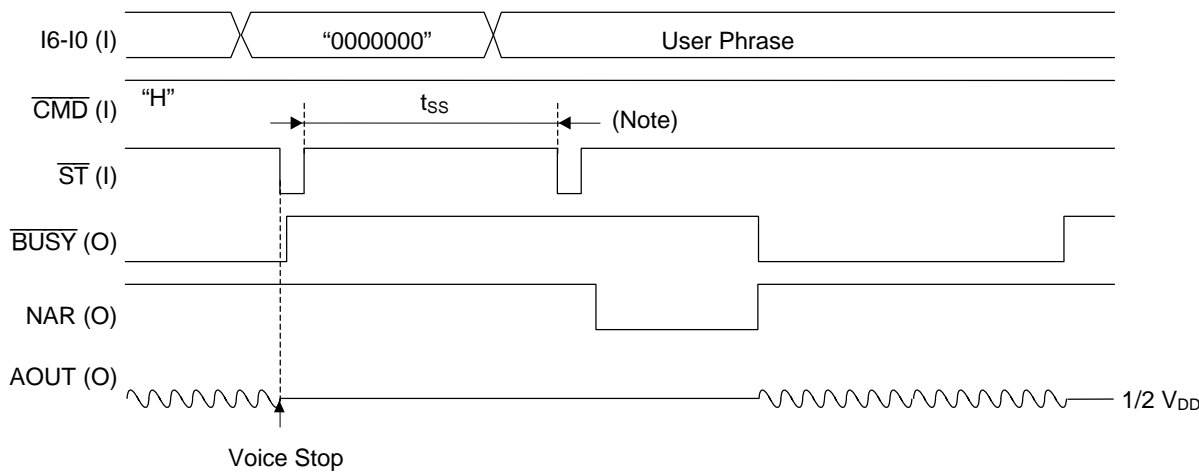 I6-I0 (I) “0000000” User Phrase
CMD (I) “H” tSS (Note)
ST (I)
BUSY (O)
NAR (O)
AOUT (O) 1/2 VDD
Voice Stop